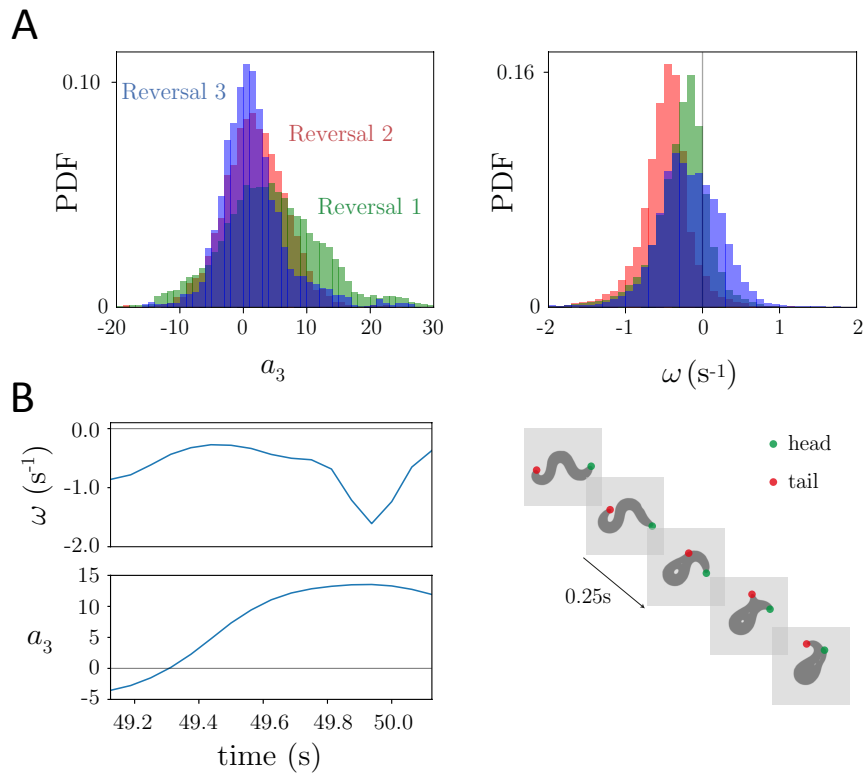 A
0.10
PDF
0
Reversal 3
Reversal 2
Reversal 1
-20
-10
0
10
20
30
a3
0.16
PDF
0
-2
-1
0
1
2
ω (s-1)
B
0.0
-1.0
-2.0
ω (s-1)
15
10
5
0
-5
a3
49.2
49.4
49.6
49.8
50.0
time (s)
head
tail
0.25s